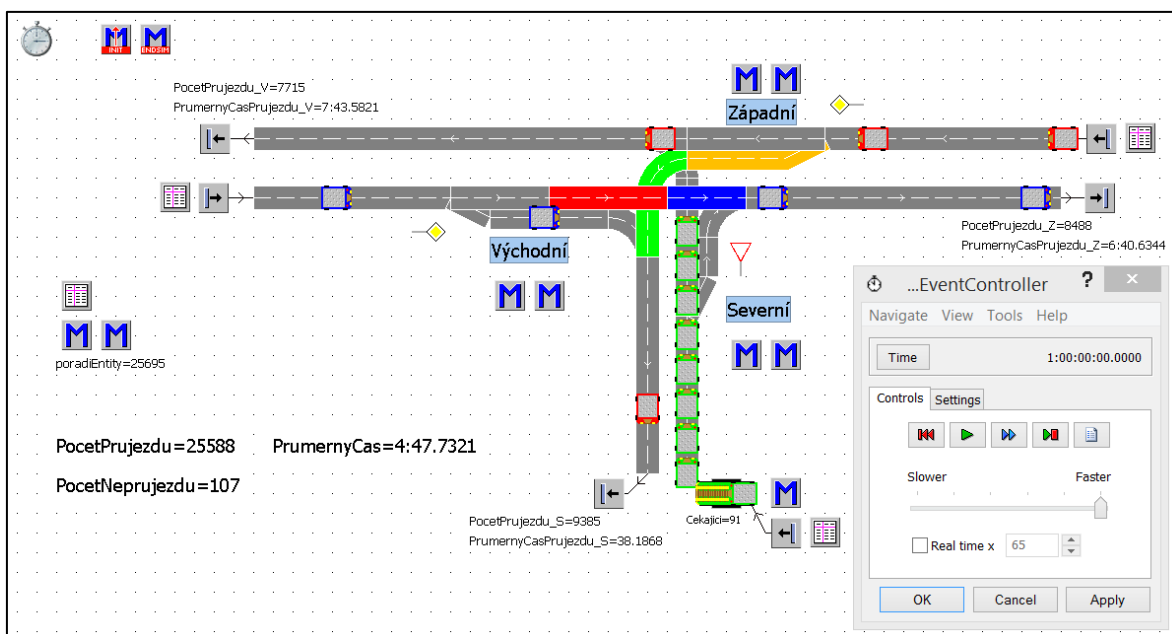 INIT
ENDSIM
PocetPrujezdu_V=7715
PrumernyCasPrujezdu_V=7:43.5821
Západní
PocetPrujezdu_Z=8488
PrumernyCasPrujezdu_Z=6:40.6344
Východní
Severní
poradiEntity=25695
PocetPrujezdu=25588 PrumernyCas=4:47.7321
PocetNeprujezdu=107
PocetPrujezdu_S=9385
PrumernyCasPrujezdu_S=38.1868
Cekajici=91
...EventController ? ×
Navigate View Tools Help
Time 1:00:00:00.0000
Controls Settings
Slower Faster
Real time x 65
OK Cancel Apply